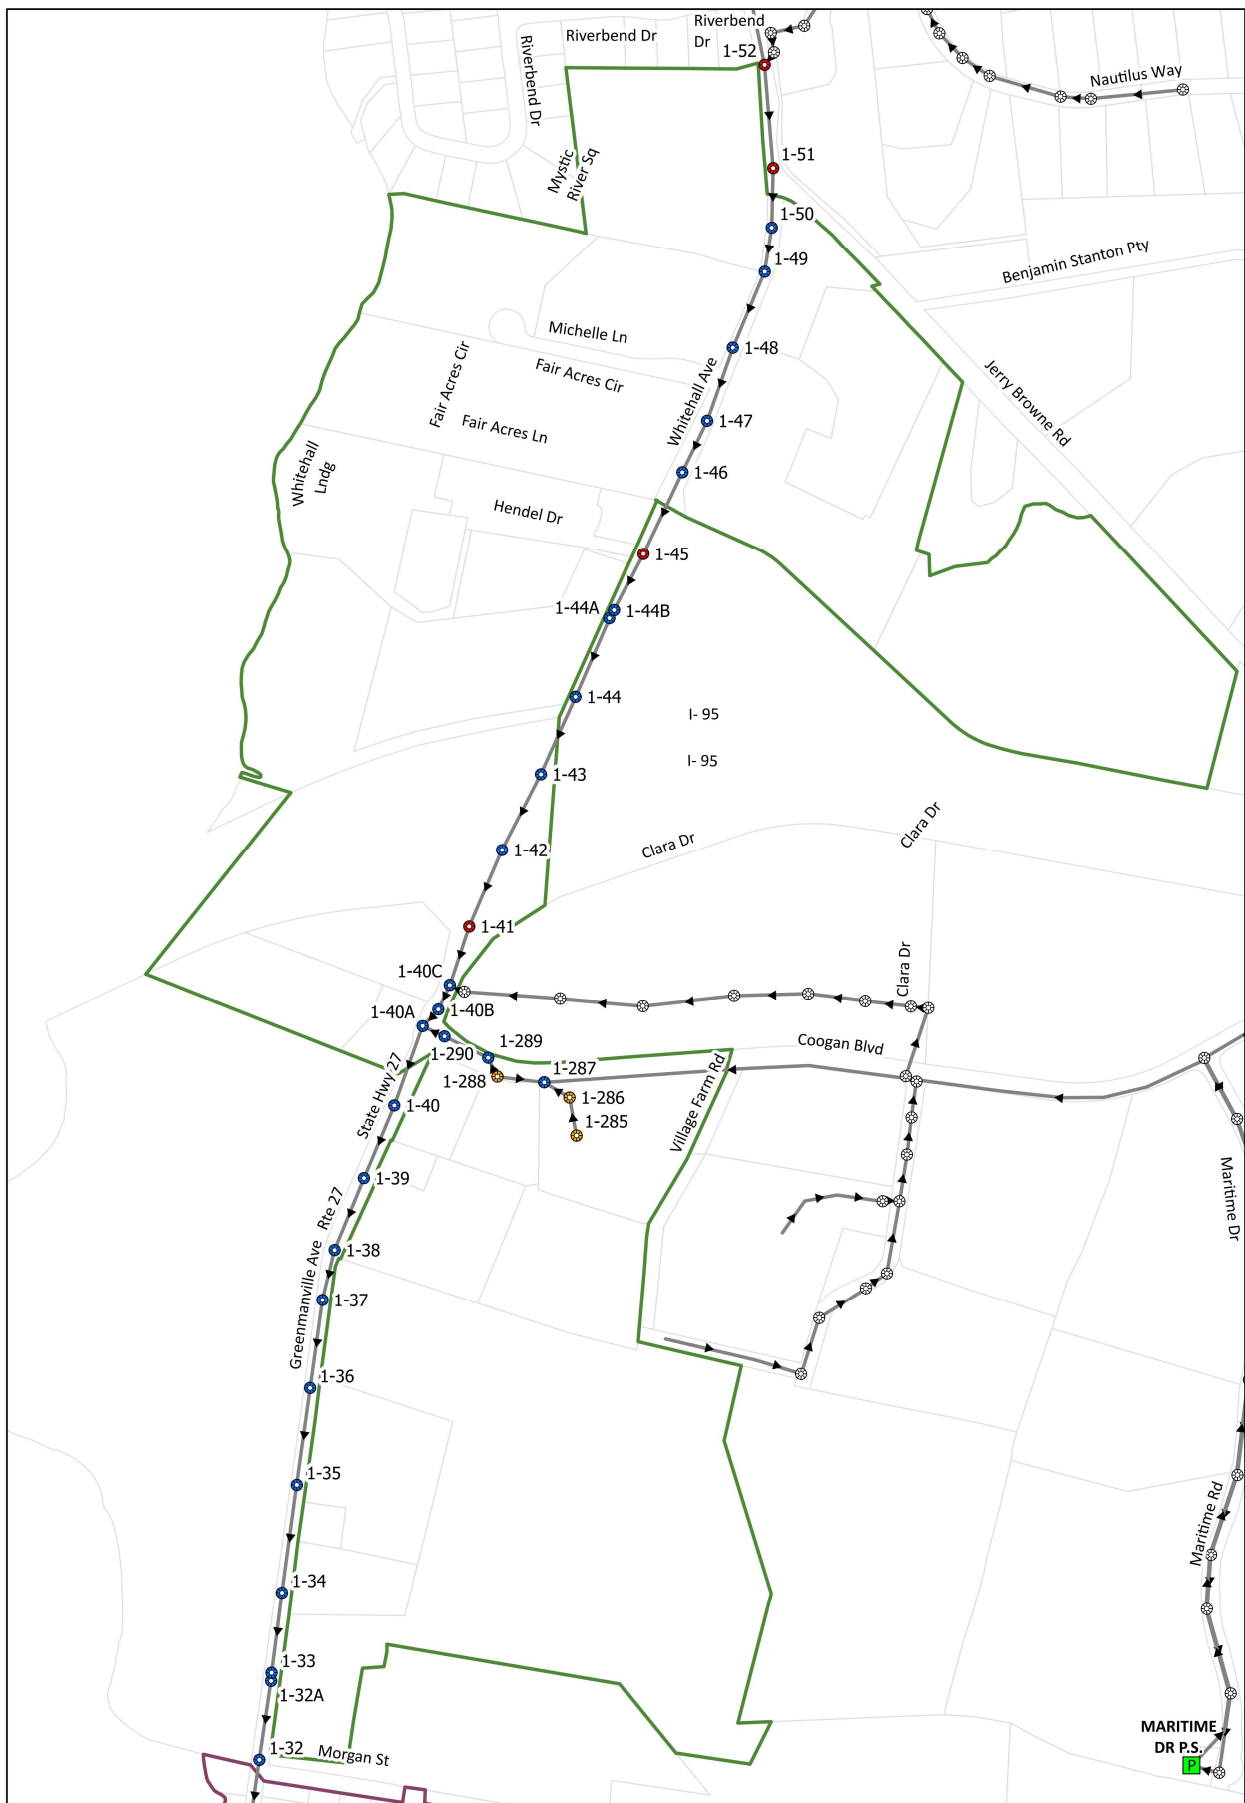 Riverbend
Dr
Riverbend Dr
Riverbend Dr
1-52
Nautilus Way
1-51
Mystic
River Sq
1-50
1-49
Benjamin Stanton Pty
Michelle Ln
1-48
Fair Acres Cir
Fair Acres Cir
Whitehall Ave
Jerry Browne Rd
1-47
Fair Acres Ln
Whitehall
Lndg
1-46
Hendel Dr
1-45
1-44A
1-44B
1-44
I- 95
I- 95
1-43
Clara Dr
Clara Dr
1-42
1-41
Clara Dr
1-40C
1-40B
1-40A
1-289
1-290
Coogan Blvd
1-287
1-288
1-286
State Hwy 27
1-40
1-285
Village Farm Rd
1-39
Maritime Dr
Rte 27
1-38
Greenmanville Ave
1-37
1-36
1-35
Maritime Rd
1-34
1-33
1-32A
MARITIME
DR P.S.
P
1-32
Morgan St